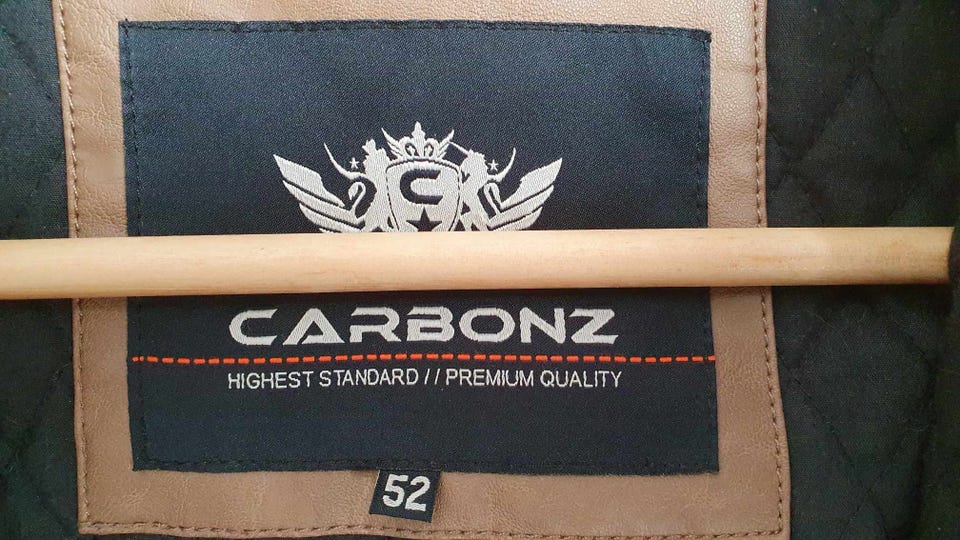 C
CARBONZ
HIGHEST STANDARD // PREMIUM QUALITY
52